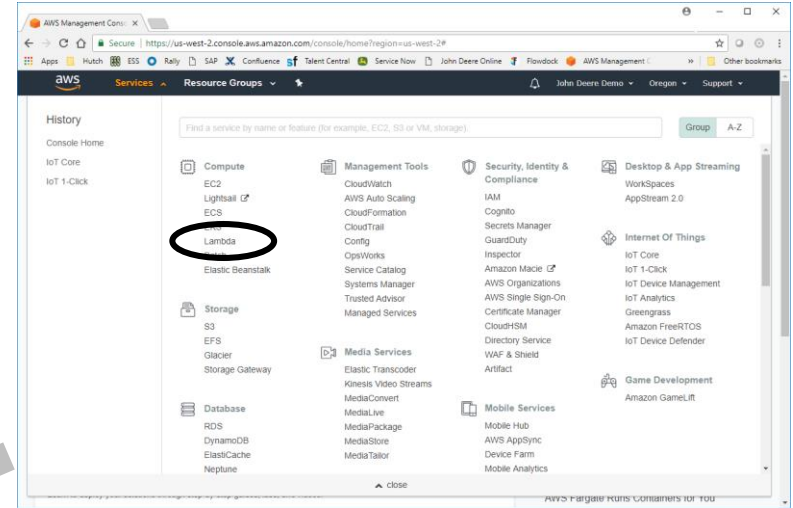 AWS Management Cons
Secure | https://us-west-2.console.aws.amazon.com/console/home?region=us-west-2#
Apps Hutch ESS Rally SAP Confluence Talent Central Service Now John Deere Online Flowdock AWS Management C » Other bookmarks
aws Services Resource Groups John Deere Demo Oregon Support
History
Console Home
IoT Core
IoT 1-Click
Find a service by name or feature (for example, EC2, S3 or VM, storage).
Group A-Z
Compute
EC2
Lightsail
ECS
EKS
Lambda
Batch
Elastic Beanstalk
Storage
S3
EFS
Glacier
Storage Gateway
Database
RDS
DynamoDB
ElastiCache
Neptune
Management Tools
CloudWatch
AWS Auto Scaling
CloudFormation
CloudTrail
Config
OpsWorks
Service Catalog
Systems Manager
Trusted Advisor
Managed Services
Media Services
Elastic Transcoder
Kinesis Video Streams
MediaConvert
MediaLive
MediaPackage
MediaStore
MediaTailor
Security, Identity &
Compliance
IAM
Cognito
Secrets Manager
GuardDuty
Inspector
Amazon Macie
AWS Organizations
AWS Single Sign-On
Certificate Manager
CloudHSM
Directory Service
WAF & Shield
Artifact
Mobile Services
Mobile Hub
AWS AppSync
Device Farm
Mobile Analytics
Desktop & App Streaming
WorkSpaces
AppStream 2.0
Internet Of Things
IoT Core
IoT 1-Click
IoT Device Management
IoT Analytics
Greengrass
Amazon FreeRTOS
IoT Device Defender
Game Development
Amazon GameLift
close
AWS Fargate Runs Containers for You